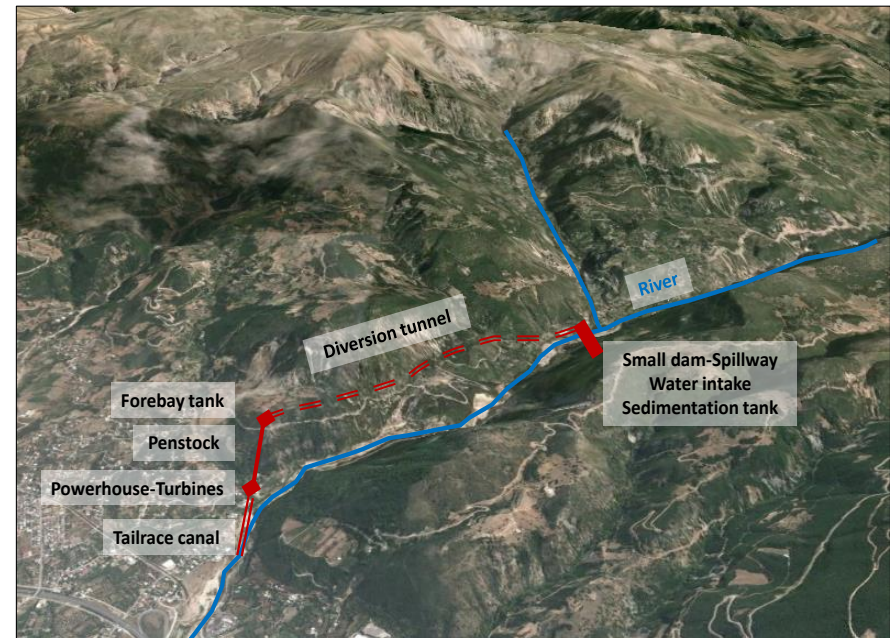 River
Diversion tunnel
Small dam-Spillway
Water intake
Sedimentation tank
Forebay tank
Penstock
Powerhouse-Turbines
Tailrace canal